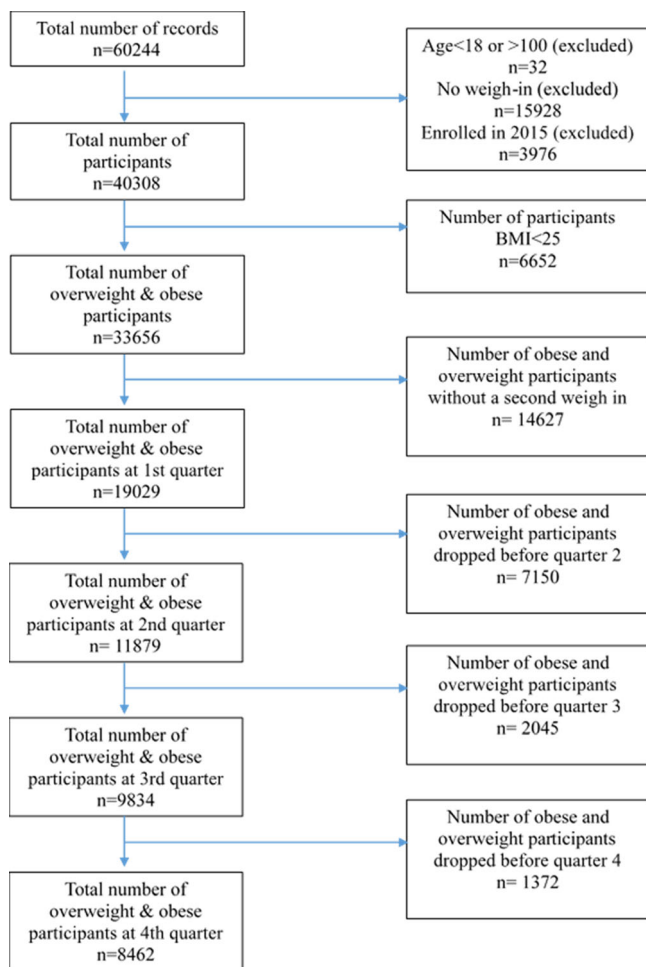 Total number of records
n=60244
Age<18 or >100 (excluded)
n=32
No weigh-in (excluded)
n=15928
Enrolled in 2015 (excluded)
n=3976
Total number of
participants
n=40308
Number of participants
BMI<25
n=6652
Total number of
overweight & obese
participants
n=33656
Number of obese and
overweight participants
without a second weigh in
n= 14627
Total number of
overweight & obese
participants at 1st quarter
n=19029
Number of obese and
overweight participants
dropped before quarter 2
n= 7150
Total number of
overweight & obese
participants at 2nd quarter
n= 11879
Number of obese and
overweight participants
dropped before quarter 3
n= 2045
Total number of
overweight & obese
participants at 3rd quarter
n=9834
Number of obese and
overweight participants
dropped before quarter 4
n= 1372
Total number of
overweight & obese
participants at 4th quarter
n=8462